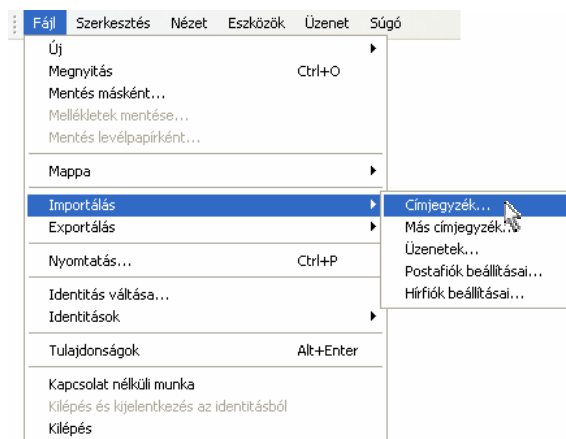 Fájl Szerkesztés Nézet Eszközök Üzenet Súgó
Új
Megnyitás Ctrl+O
Mentés másként...
Mellékletek mentése...
Mentés levélpapírként...
Mappa
Importálás
Exportálás
Nyomtatás... Ctrl+P
Identitás váltása...
Identitások
Tulajdonságok Alt+Enter
Kapcsolat nélküli munka
Kilépés és kijelentkezés az identitásból
Kilépés
Címjegyzék...
Más címjegyzék...
Üzenetek...
Postafiók beállításai...
Hírfiók beállításai...